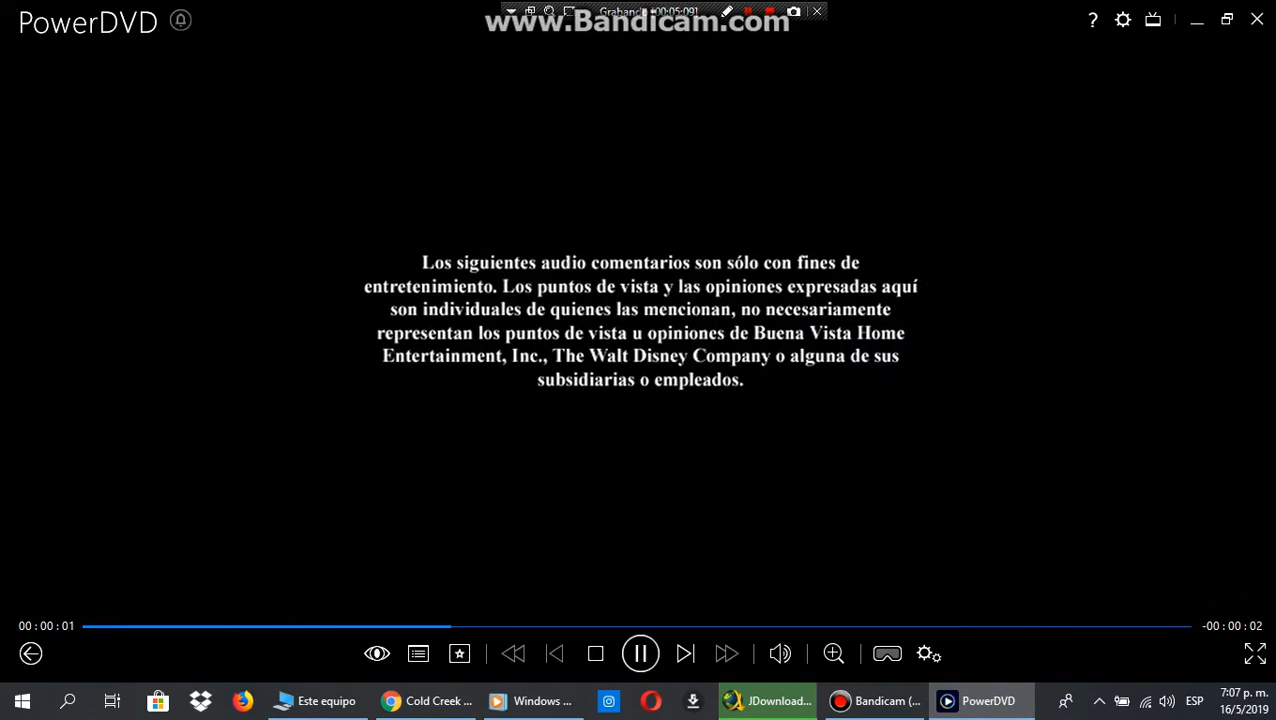 PowerDVD
www.Bandicam.com
Los siguientes audio comentarios son sólo con fines de
entretenimiento. Los puntos de vista y las opiniones expresadas aquí
son individuales de quienes las mencionan, no necesariamente
representan los puntos de vista u opiniones de Buena Vista Home
Entertainment, Inc., The Walt Disney Company o alguna de sus
subsidiarias o empleados.
00:00:01
-00:00:02
Este equipo
Cold Creek ...
Windows ...
JDownload...
Bandicam (...
PowerDVD
ESP
7:07 p. m.
16/5/2019